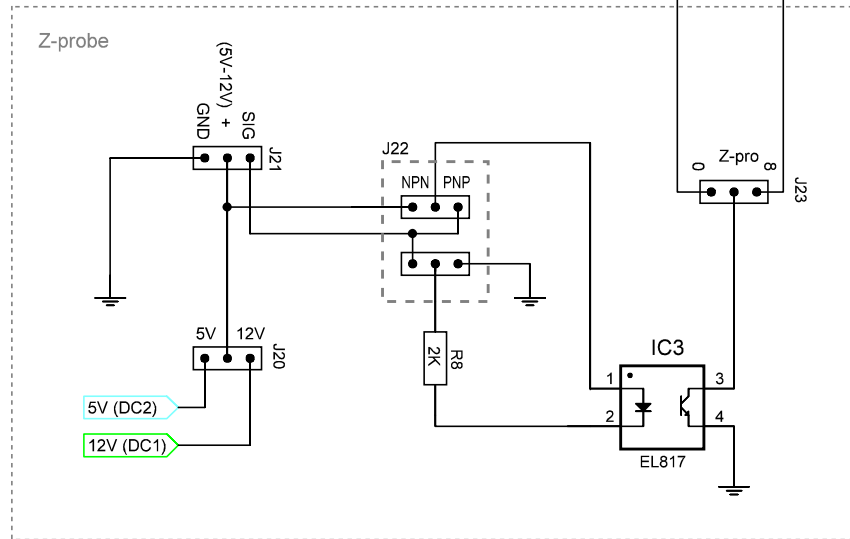 Z-probe
GND
(5V-12V) +
SIG
J21
J22
NPN PNP
Z-pro
0
8
J23
5V 12V
J20
5V (DC2)
12V (DC1)
2K
R8
IC3
1
2
3
4
EL817